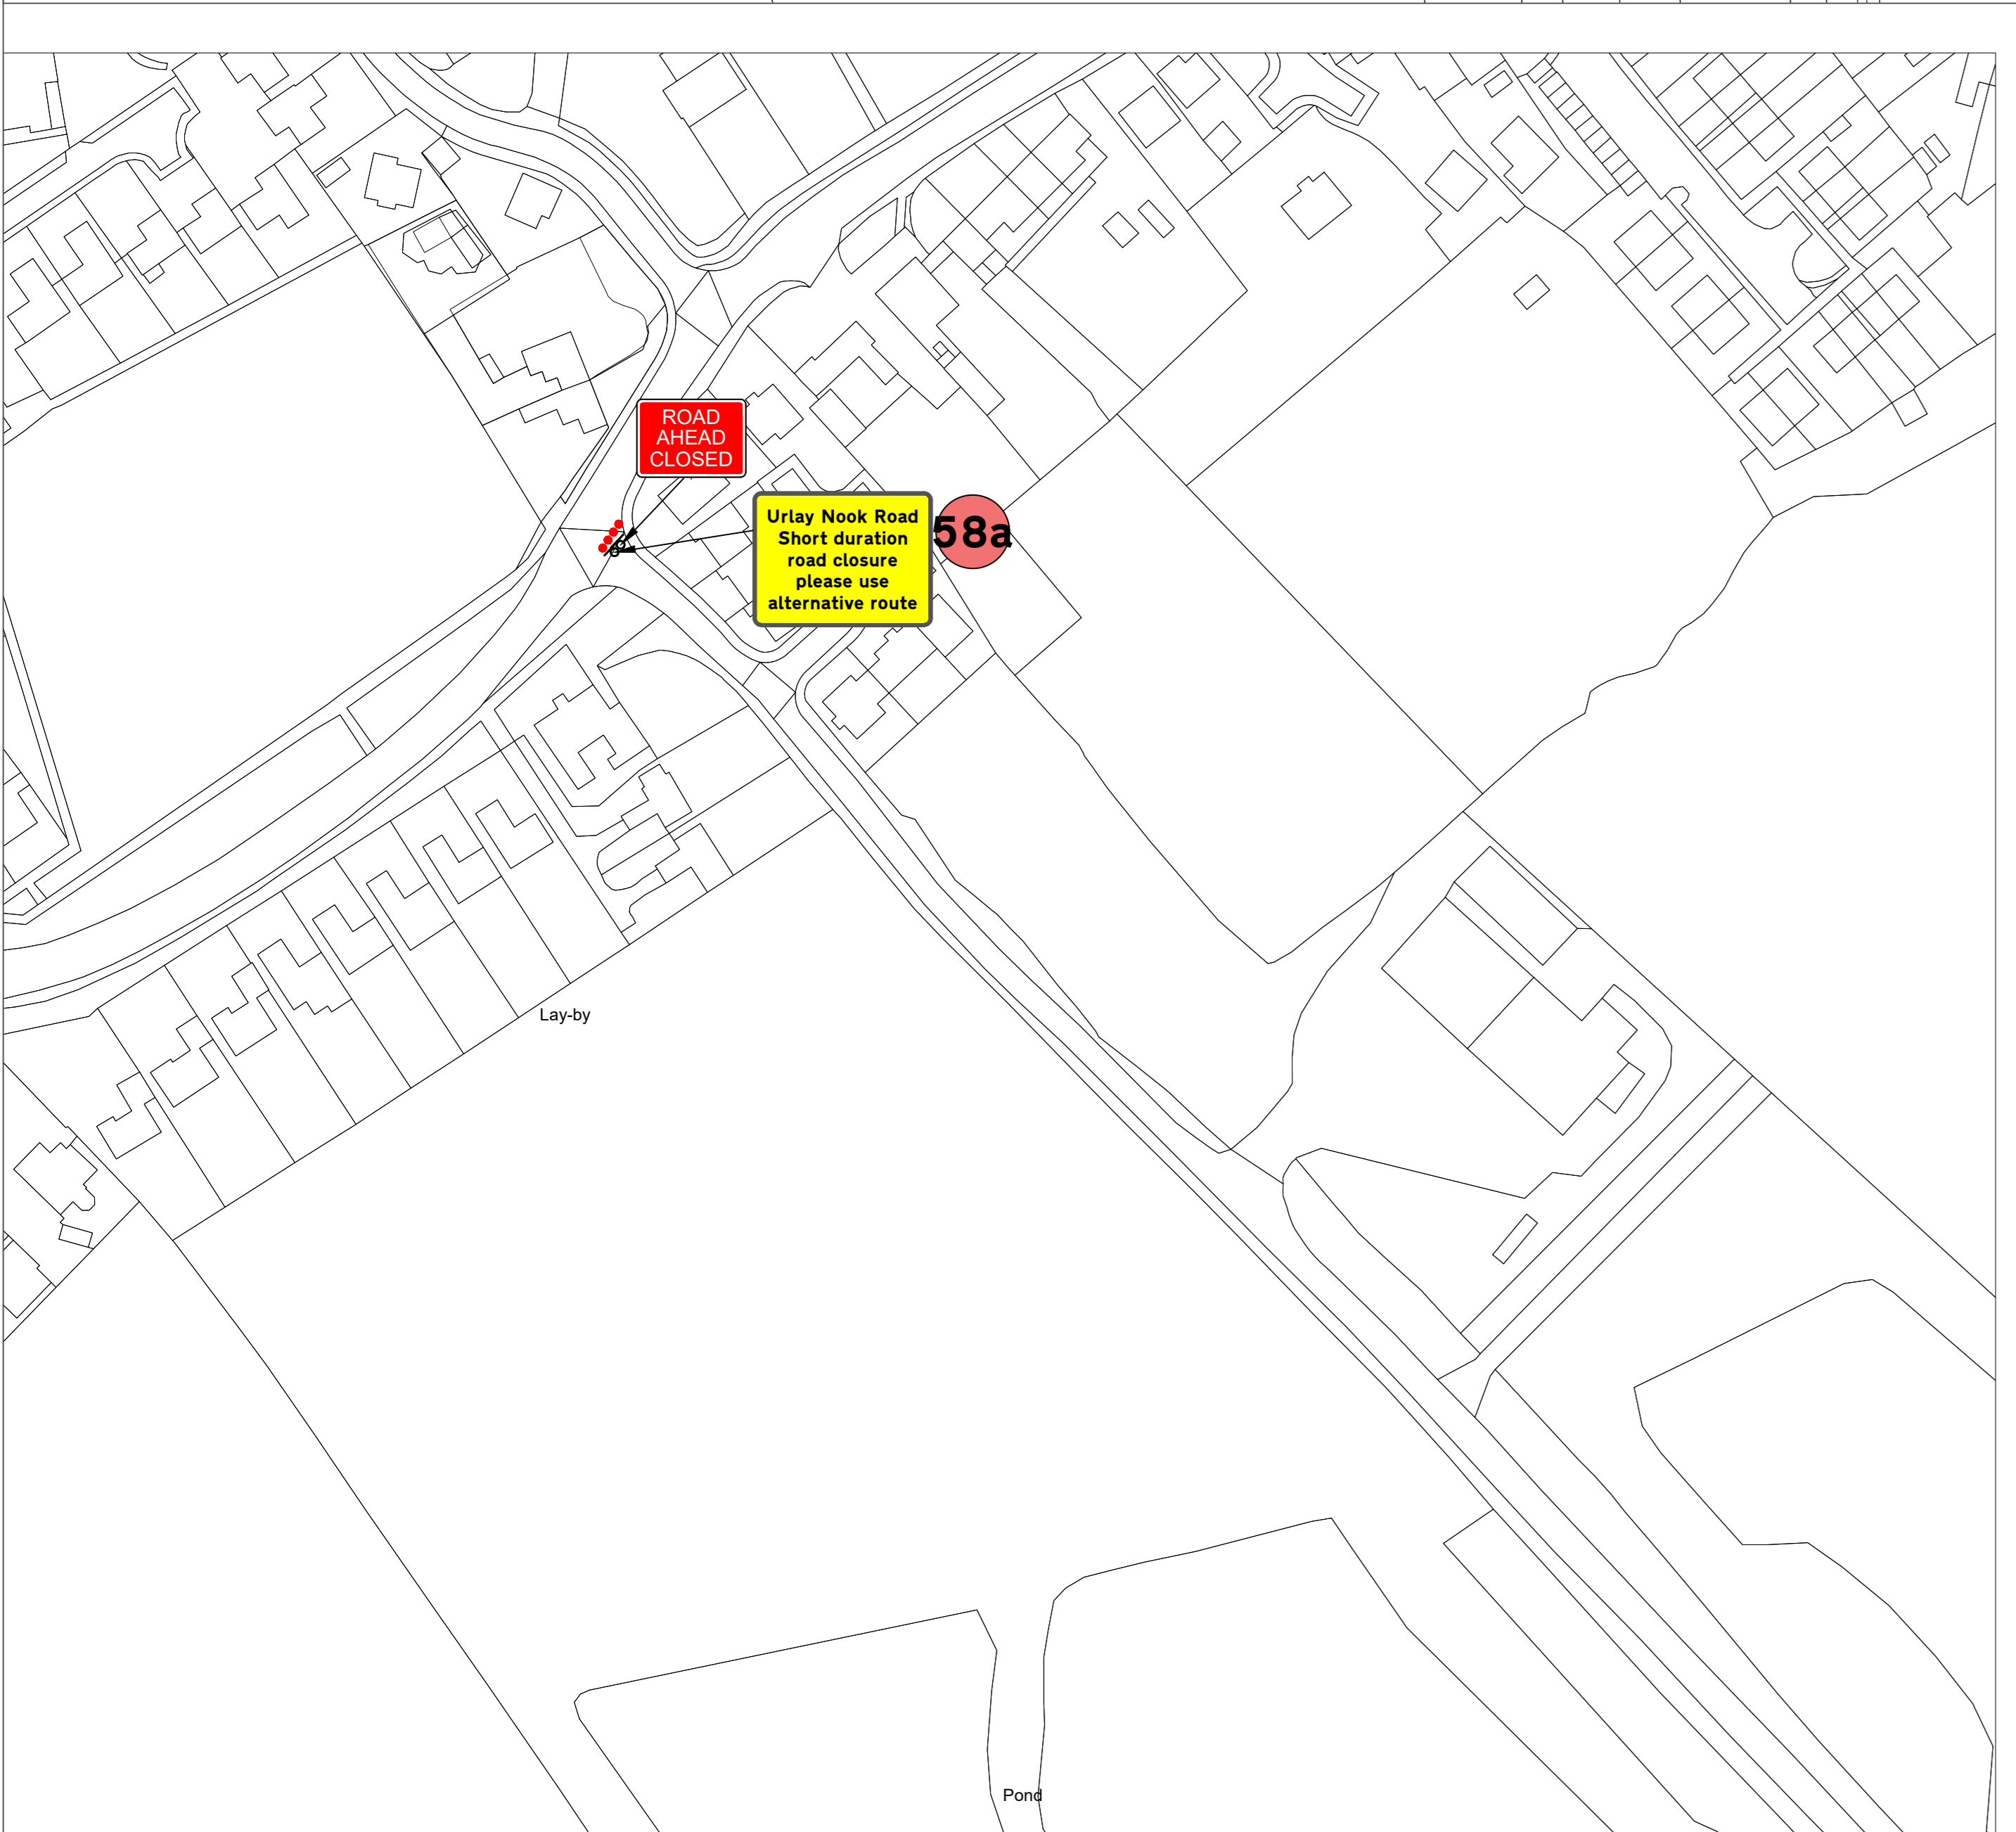 ROAD
AHEAD
CLOSED
Urlay Nook Road
Short duration
road closure
please use
alternative route
58a
Lay-by
Pond